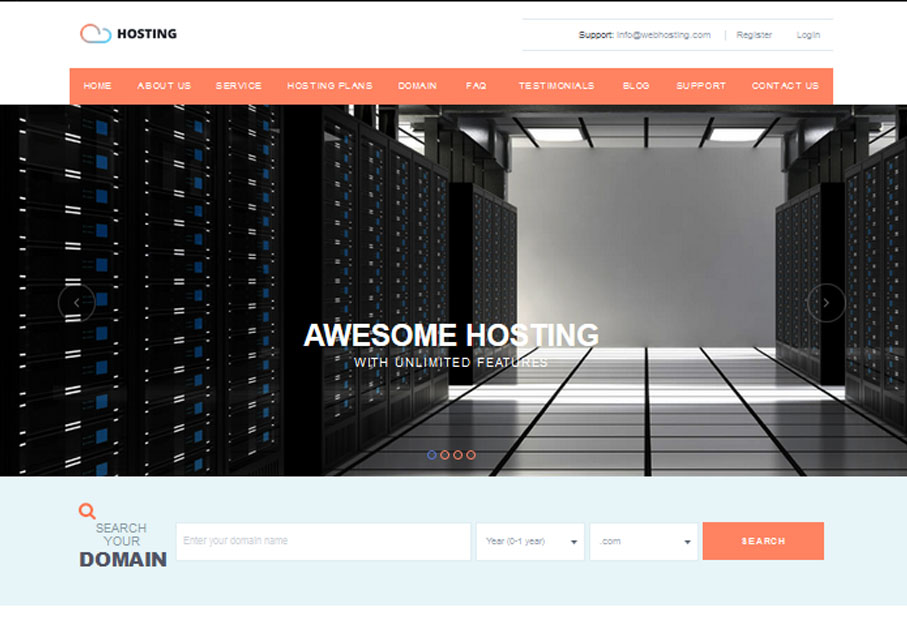 HOSTING
Support: info@webhosting.com Register Login
HOME ABOUT US SERVICE HOSTING PLANS DOMAIN FAQ TESTIMONIALS BLOG SUPPORT CONTACT US
AWESOME HOSTING
WITH UNLIMITED FEATURES
SEARCH
YOUR
DOMAIN
Enter your domain name Year (0-1 year) .com SEARCH